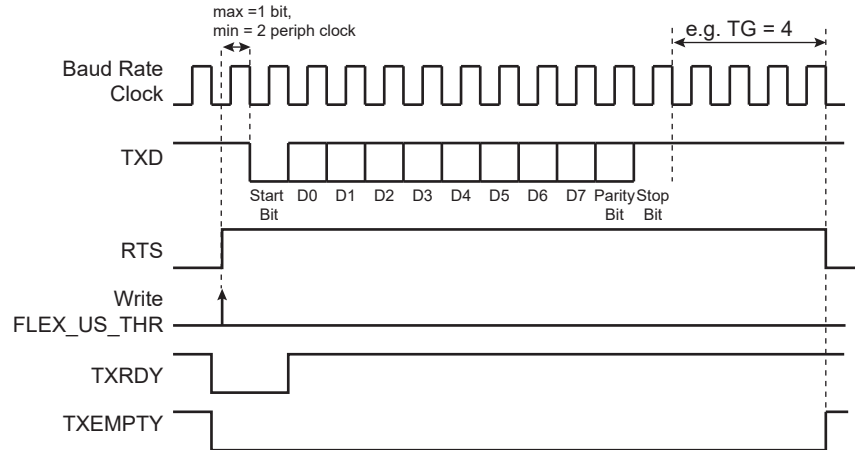 max =1 bit,
min = 2 periph clock
e.g. TG = 4
Baud Rate
Clock
TXD
Start
Bit
D0
D1
D2
D3
D4
D5
D6
D7
Parity
Bit
Stop
Bit
RTS
Write
FLEX_US_THR
TXRDY
TXEMPTY